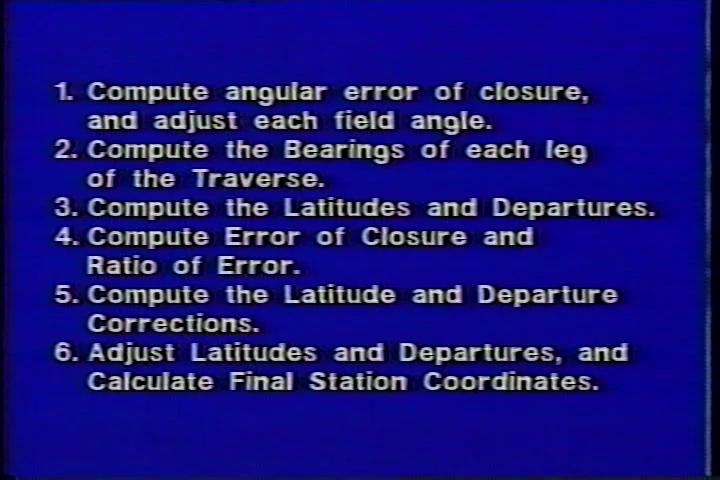 1. Compute angular error of closure,
and adjust each field angle.
2. Compute the Bearings of each leg
of the Traverse.
3. Compute the Latitudes and Departures.
4. Compute Error of Closure and
Ratio of Error.
5. Compute the Latitude and Departure
Corrections.
6. Adjust Latitudes and Departures, and
Calculate Final Station Coordinates.